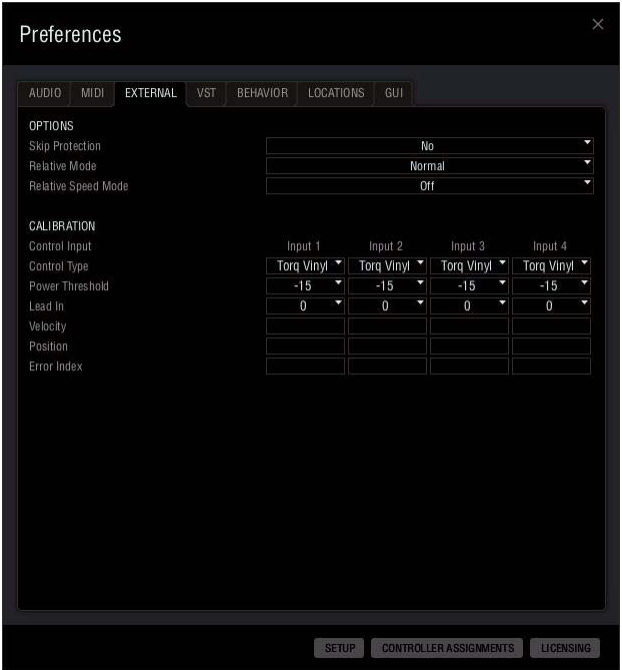 Preferences
AUDIO MIDI EXTERNAL VST BEHAVIOR LOCATIONS GUI
OPTIONS
Skip Protection No
Relative Mode Normal
Relative Speed Mode Off
CALIBRATION
Control Input Input 1 Input 2 Input 3 Input 4
Control Type Torq Vinyl Torq Vinyl Torq Vinyl Torq Vinyl
Power Threshold -15 -15 -15 -15
Lead In 0 0 0 0
Velocity
Position
Error Index
SETUP CONTROLLER ASSIGNMENTS LICENSING